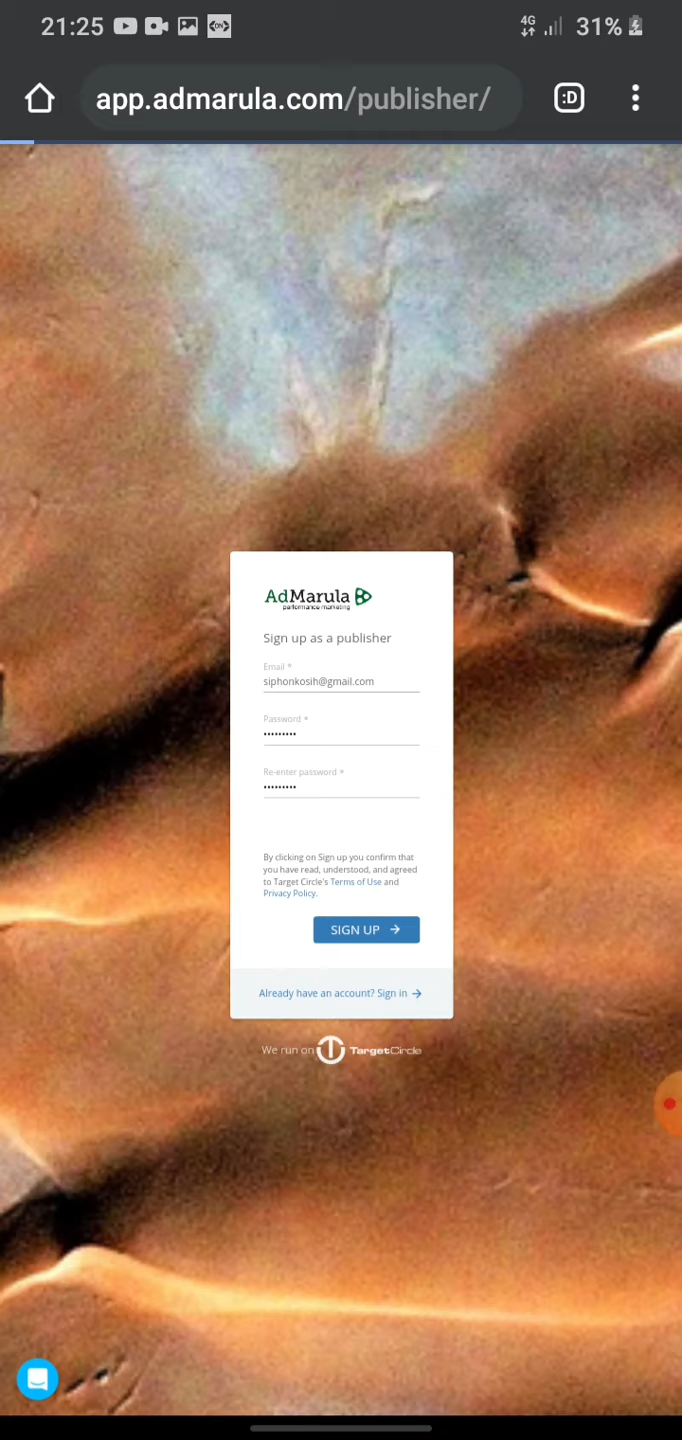 21:25
4G
31%
app.admarula.com/publisher/
:D
AdMarula
performance marketing
Sign up as a publisher
Email *
siphonkosih@gmail.com
Password *
•••••••••
Re-enter password *
•••••••••
By clicking on Sign up you confirm that
you have read, understood, and agreed
to Target Circle's Terms of Use and
Privacy Policy.
SIGN UP →
Already have an account? Sign in →
We run on TargetCircle